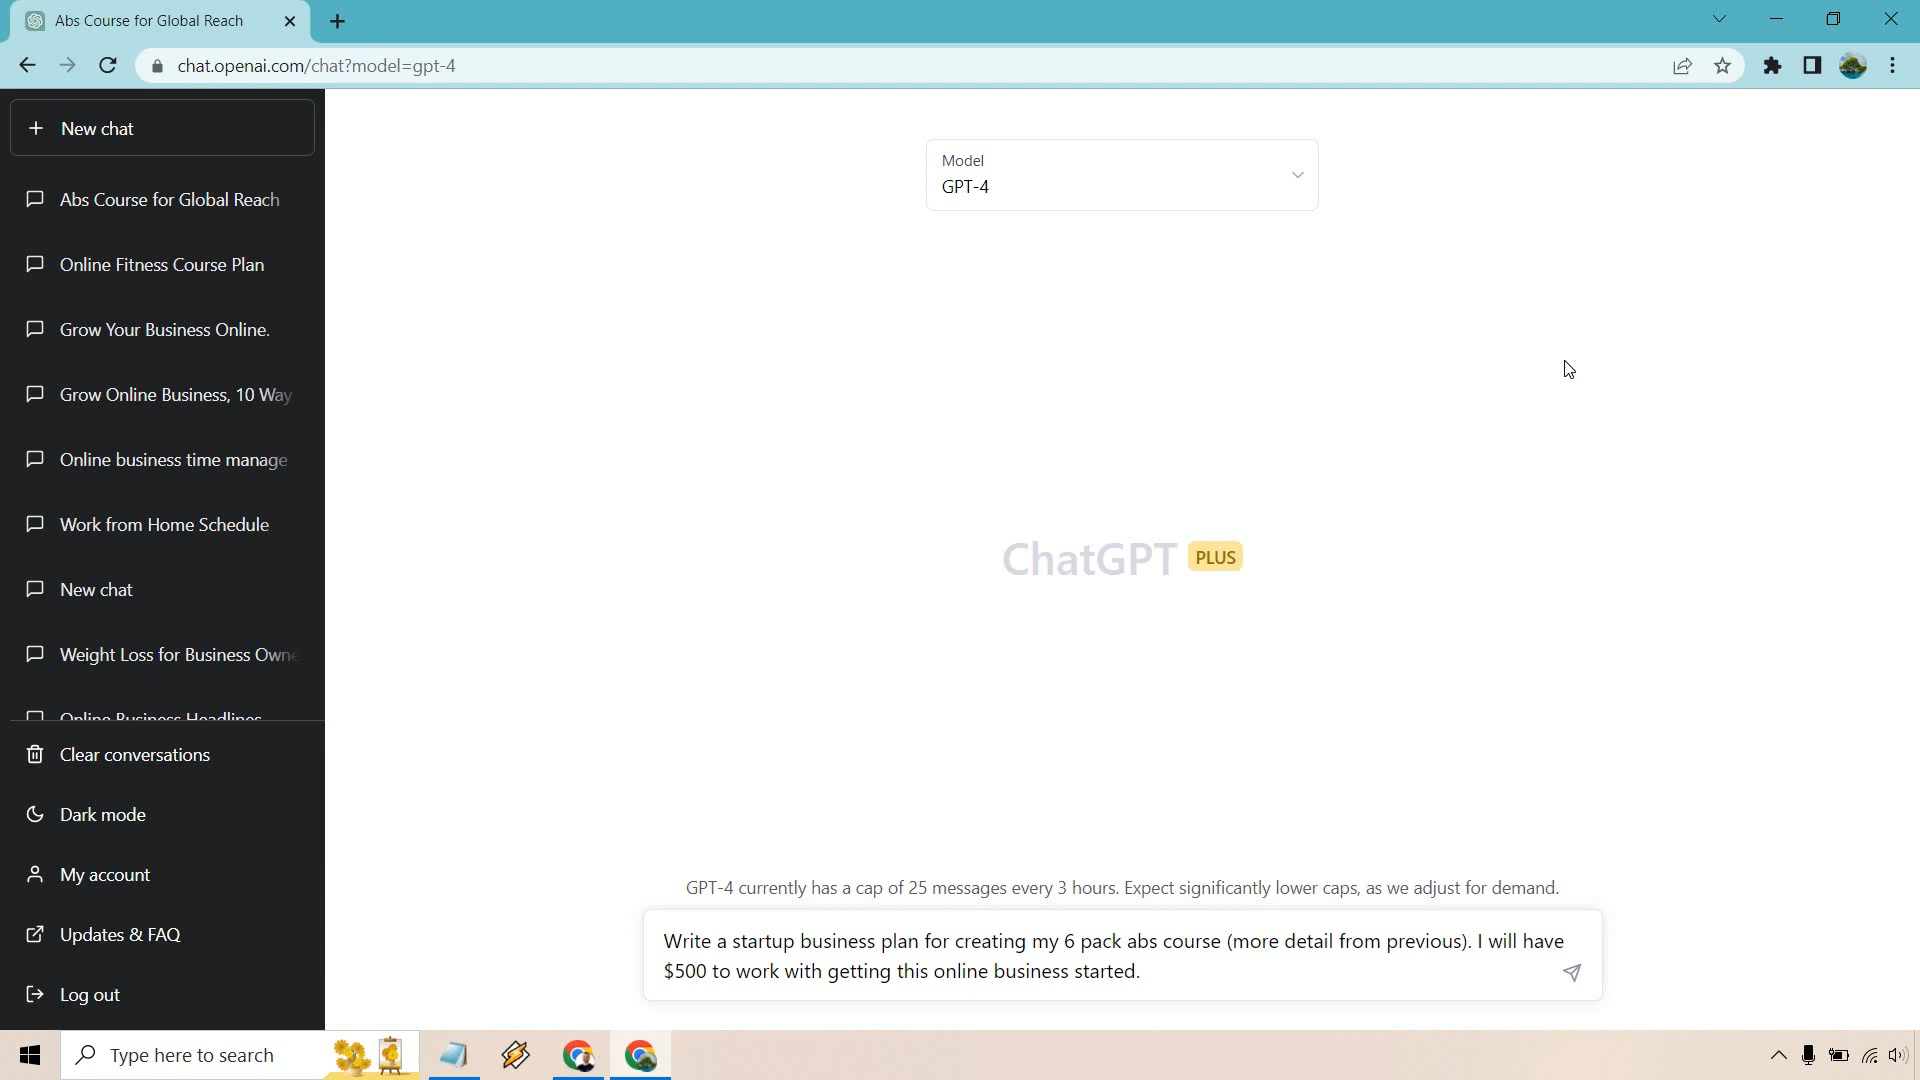 Abs Course for Global Reach
chat.openai.com/chat?model=gpt-4
New chat
Abs Course for Global Reach
Online Fitness Course Plan
Grow Your Business Online.
Grow Online Business, 10 Way
Online business time manage
Work from Home Schedule
New chat
Weight Loss for Business Owne
Online Business Headlines
Clear conversations
Dark mode
My account
Updates & FAQ
Log out
Model
GPT-4
ChatGPT PLUS
GPT-4 currently has a cap of 25 messages every 3 hours. Expect significantly lower caps, as we adjust for demand.
Write a startup business plan for creating my 6 pack abs course (more detail from previous). I will have
$500 to work with getting this online business started.
Type here to search